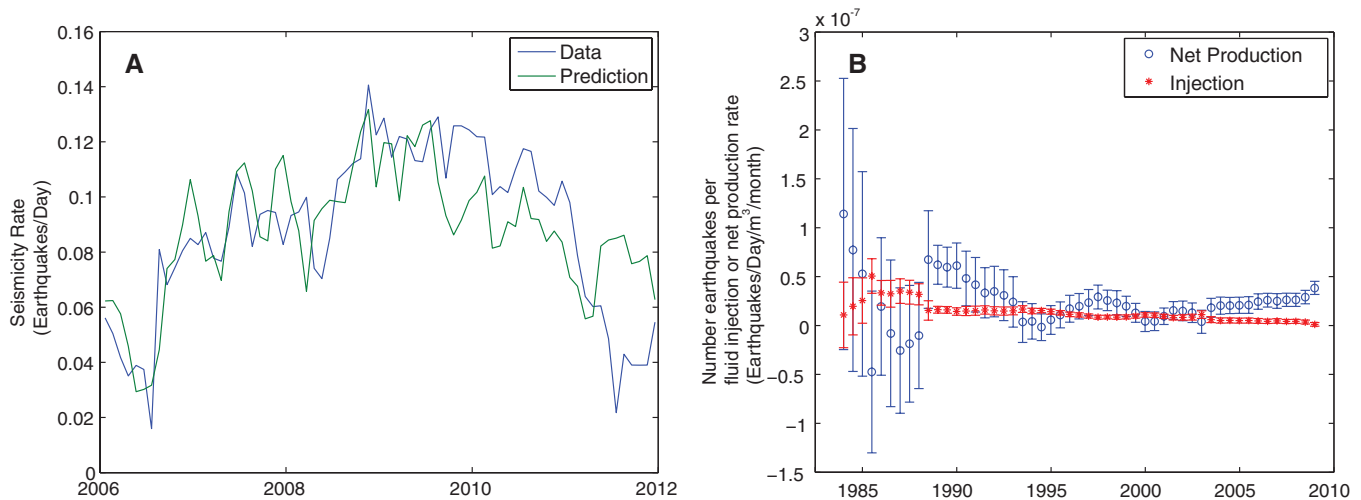 A
Data
Prediction
Seismicity Rate
(Earthquakes/Day)
0.16
0.14
0.12
0.1
0.08
0.06
0.04
0.02
0
2006 2008 2010 2012
x 10-7
B
Net Production
Injection
Number earthquakes per
fluid injection or net production rate
(Earthquakes/Day/m3/month)
3
2.5
2
1.5
1
0.5
0
−0.5
−1
−1.5
1985 1990 1995 2000 2005 2010